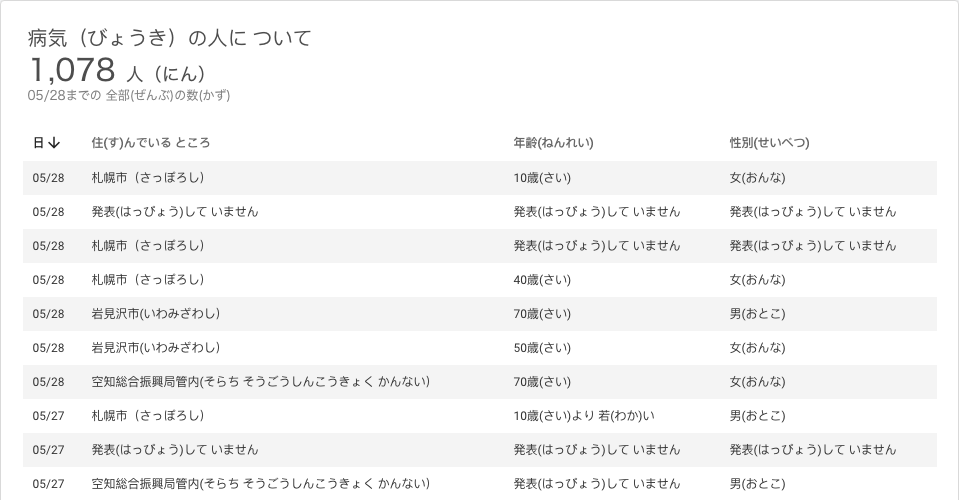 病気（びょうき）の人に ついて
1,078 人（にん）
05/28までの 全部(ぜんぶ)の数(かず)
日↓ 住(す)んでいる ところ 年齢(ねんれい) 性別(せいべつ)
05/28 札幌市（さっぽろし） 10歳(さい) 女(おんな)
05/28 発表(はっぴょう)して いません 発表(はっぴょう)して いません 発表(はっぴょう)して いません
05/28 札幌市（さっぽろし） 発表(はっぴょう)して いません 発表(はっぴょう)して いません
05/28 札幌市（さっぽろし） 40歳(さい) 女(おんな)
05/28 岩見沢市(いわみざわし） 70歳(さい) 男(おとこ)
05/28 岩見沢市(いわみざわし） 50歳(さい) 女(おんな)
05/28 空知総合振興局管内(そらち そうごうしんこうきょく かんない） 70歳(さい) 女(おんな)
05/27 札幌市（さっぽろし） 10歳(さい)より 若(わか)い 男(おとこ)
05/27 発表(はっぴょう)して いません 発表(はっぴょう)して いません 発表(はっぴょう)して いません
05/27 空知総合振興局管内(そらち そうごうしんこうきょく かんない） 発表(はっぴょう)して いません 男(おとこ)